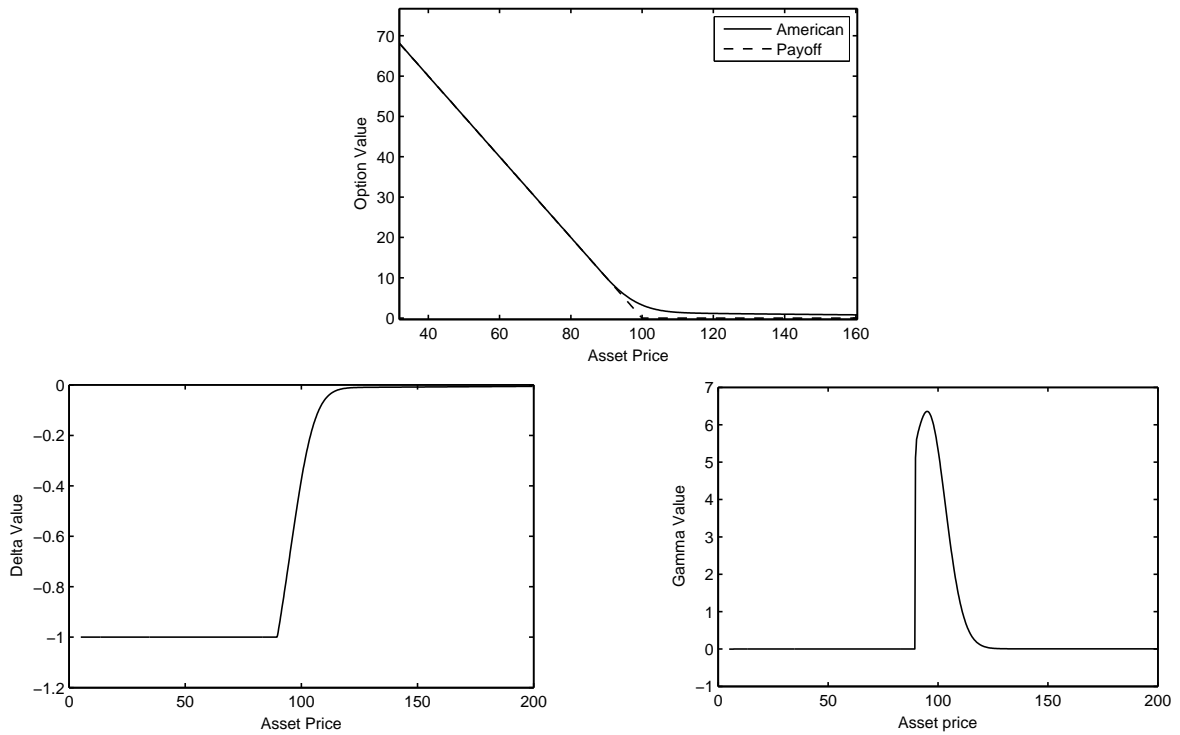 American
Payoff
70
60
50
40
30
20
10
0
Option Value
40 60 80 100 120 140 160
Asset Price
0
−0.2
−0.4
−0.6
−0.8
−1
−1.2
Delta Value
0 50 100 150 200
Asset Price
7
6
5
4
3
2
1
0
−1
Gamma Value
0 50 100 150 200
Asset price